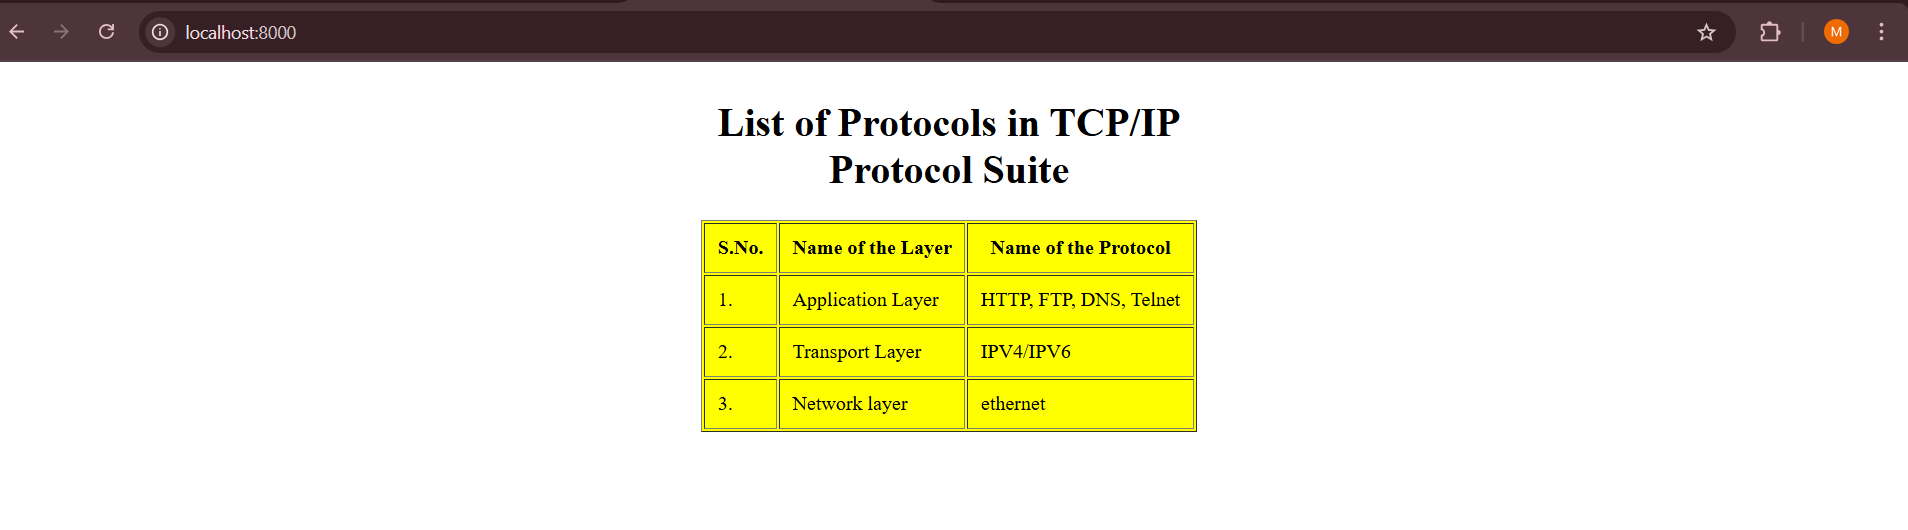 localhost:8000
M
List of Protocols in TCP/IP
Protocol Suite
S.No. Name of the Layer Name of the Protocol
1. Application Layer HTTP, FTP, DNS, Telnet
2. Transport Layer IPV4/IPV6
3. Network layer ethernet